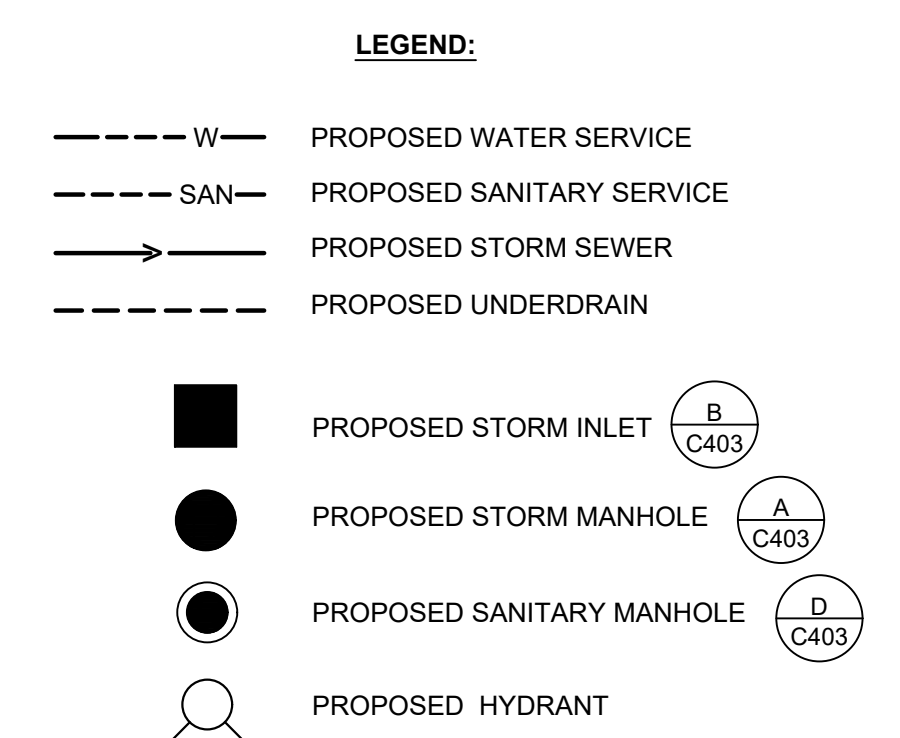 LEGEND:
W PROPOSED WATER SERVICE
SAN PROPOSED SANITARY SERVICE
PROPOSED STORM SEWER
PROPOSED UNDERDRAIN
PROPOSED STORM INLET B C403
PROPOSED STORM MANHOLE A C403
PROPOSED SANITARY MANHOLE D C403
PROPOSED HYDRANT